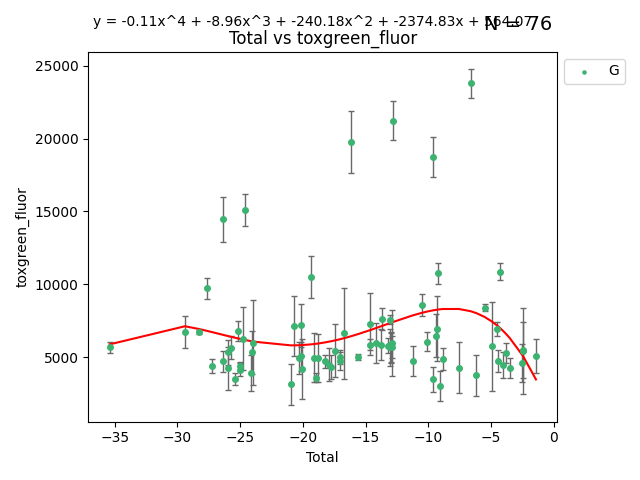 y = -0.11x^4 + -8.96x^3 + -240.18x^2 + -2374.83x +
N = 76
Total vs toxgreen_fluor
G
25000
20000
15000
10000
5000
toxgreen_fluor
−35 −30 −25 −20 −15 −10 −5 0
Total